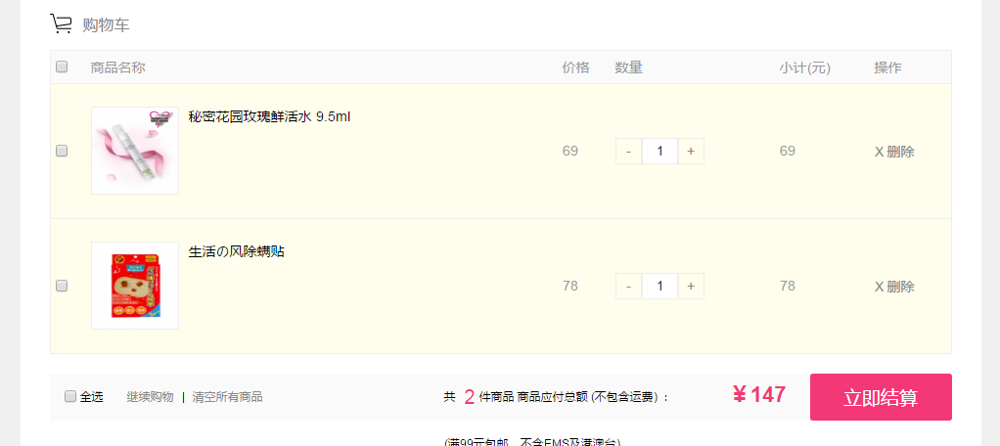 购物车
商品名称 价格 数量 小计(元) 操作
秘密花园玫瑰鲜活水 9.5ml
69 - 1 + 69 X 删除
生活の风除螨贴
78 - 1 + 78 X 删除
全选 继续购物 | 清空所有商品 共 2 件商品 商品应付总额 (不包含运费) : ¥147 立即结算
(满99元包邮，不含EMS及港澳台)